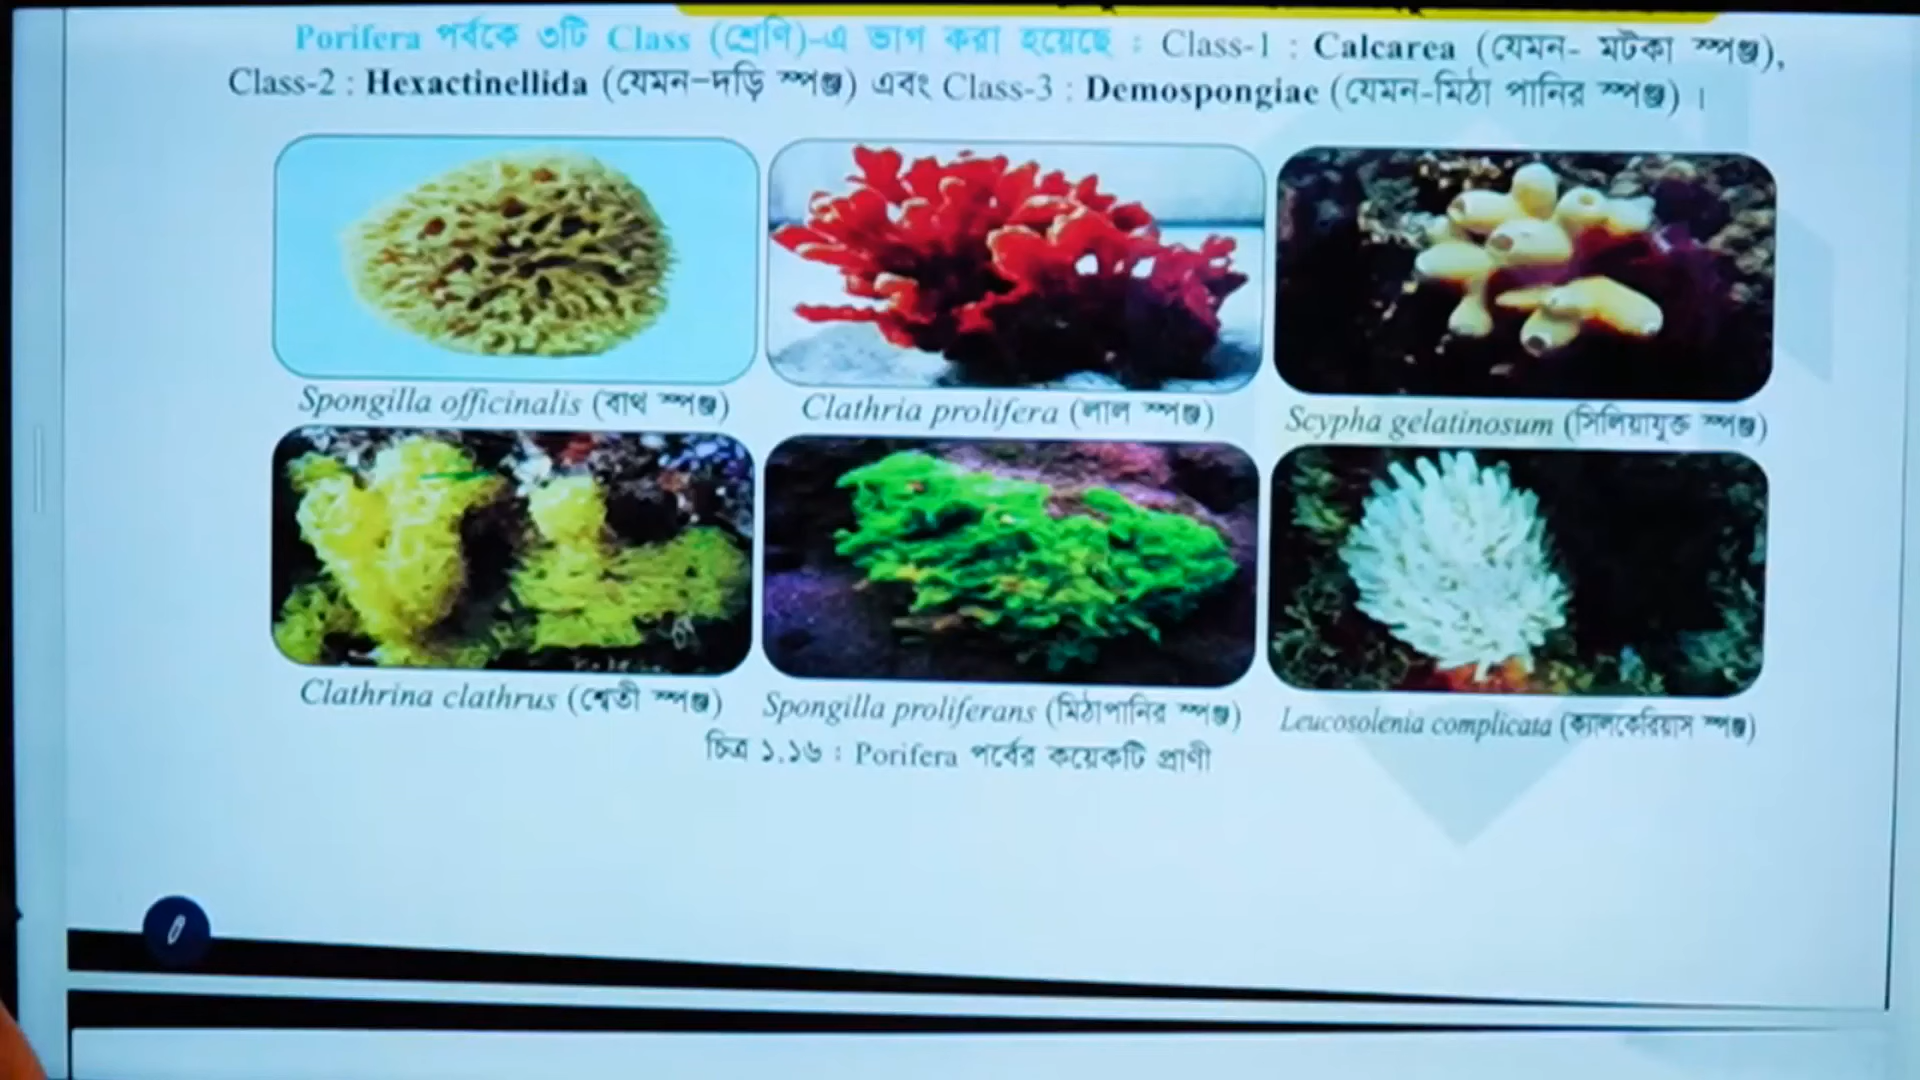 Porifera পর্বকে ৩টি Class (শ্রেণি)-এ ভাগ করা হয়েছে : Class-1 : Calcarea (যেমন- মটকা স্পঞ্জ),
Class-2 : Hexactinellida (যেমন–দড়ি স্পঞ্জ) এবং Class-3 : Demospongiae (যেমন-মিঠা পানির স্পঞ্জ) ।
Spongilla officinalis (বাথ স্পঞ্জ)
Clathria prolifera (লাল স্পঞ্জ)
Scypha gelatinosum (সিলিয়াযুক্ত স্পঞ্জ)
Clathrina clathrus (শ্বেতী স্পঞ্জ)
Spongilla proliferans (মিঠাপানির স্পঞ্জ)
Leucosolenia complicata (ক্যালকেরিয়াস স্পঞ্জ)
চিত্র ১.১৬ : Porifera পর্বের কয়েকটি প্রাণী